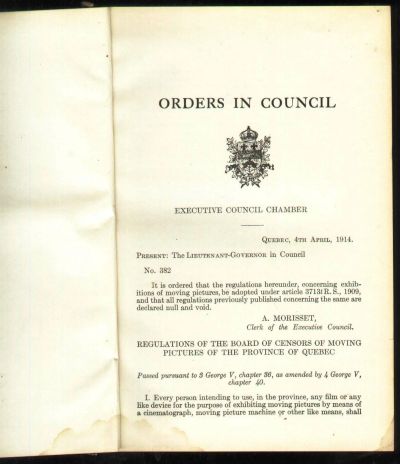 ORDERS IN COUNCIL
EXECUTIVE COUNCIL CHAMBER
QUEBEC, 4TH APRIL, 1914.
PRESENT: The LIEUTENANT-GOVERNOR in Council
No. 382
It is ordered that the regulations hereunder, concerning exhib-
itions of moving pictures, be adopted under article 3713t R. S., 1909,
and that all regulations previously published concerning the same are
declared null and void.
A. MORISSET,
Clerk of the Executive Council.
REGULATIONS OF THE BOARD OF CENSORS OF MOVING
PICTURES OF THE PROVINCE OF QUEBEC
Passed pursuant to 3 George V, chapter 36, as amended by 4 George V,
chapter 40.
I. Every person intending to use, in the province, any film or any
like device for the purpose of exhibiting moving pictures by means of
a cinematograph, moving picture machine or other like means, shall